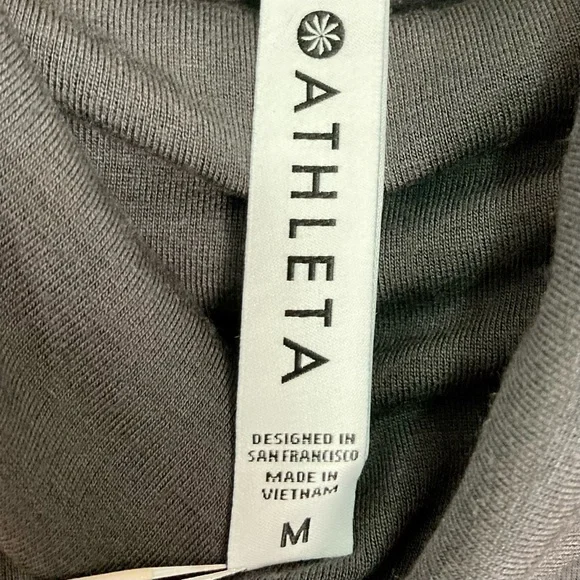 ATHLETA
DESIGNED IN
SAN FRANCISCO
MADE IN
VIETNAM
M